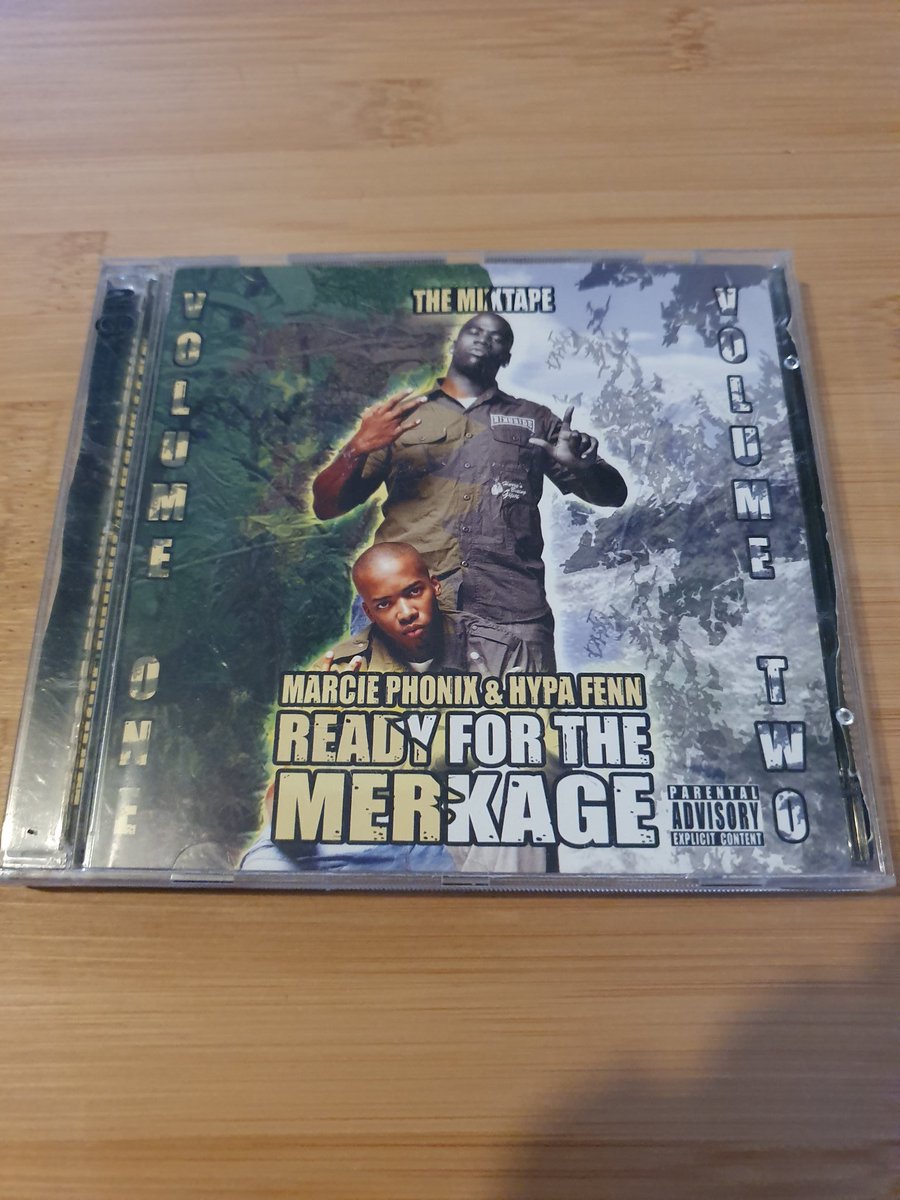 THE MIXTAPE
VOLUME ONE
VOLUME TWO
MARCIE PHONIX & HYPA FENN
READY FOR THE
MERKAGE
PARENTAL
ADVISORY
EXPLICIT CONTENT